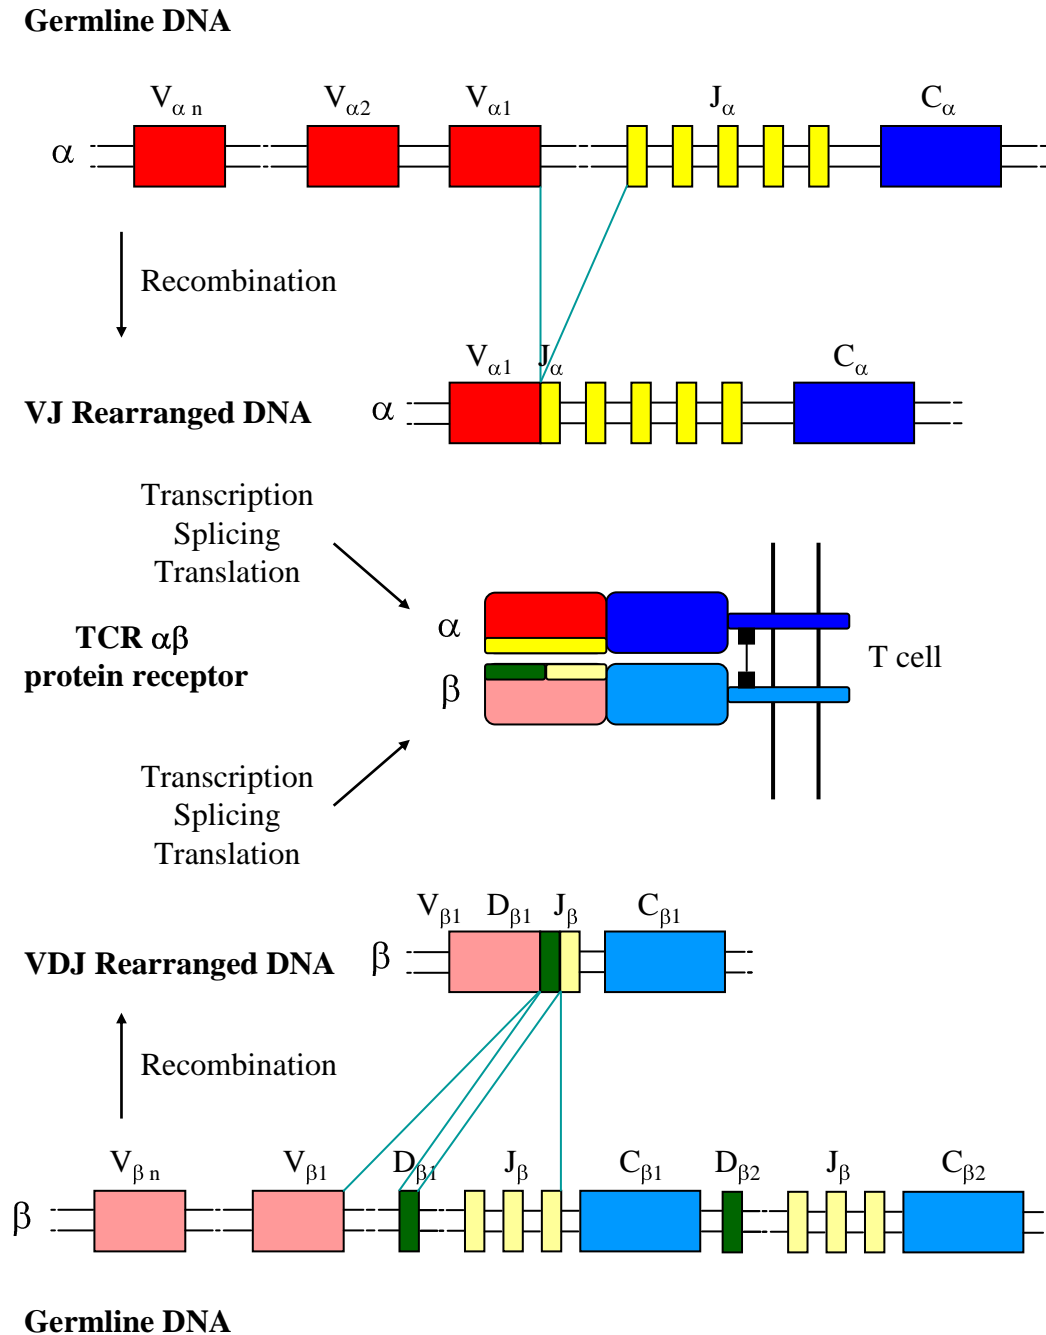 Germline DNA
Vα n Vα2 Vα1 Jα Cα
α
Recombination
Vα1 Jα Cα
VJ Rearranged DNA α
Transcription
Splicing
Translation
α
TCR αβ
protein receptor
T cell
β
Transcription
Splicing
Translation
Vβ1 Dβ1 Jβ Cβ1
VDJ Rearranged DNA β
Recombination
Vβ n Vβ1 Dβ1 Jβ Cβ1 Dβ2 Jβ Cβ2
β
Germline DNA